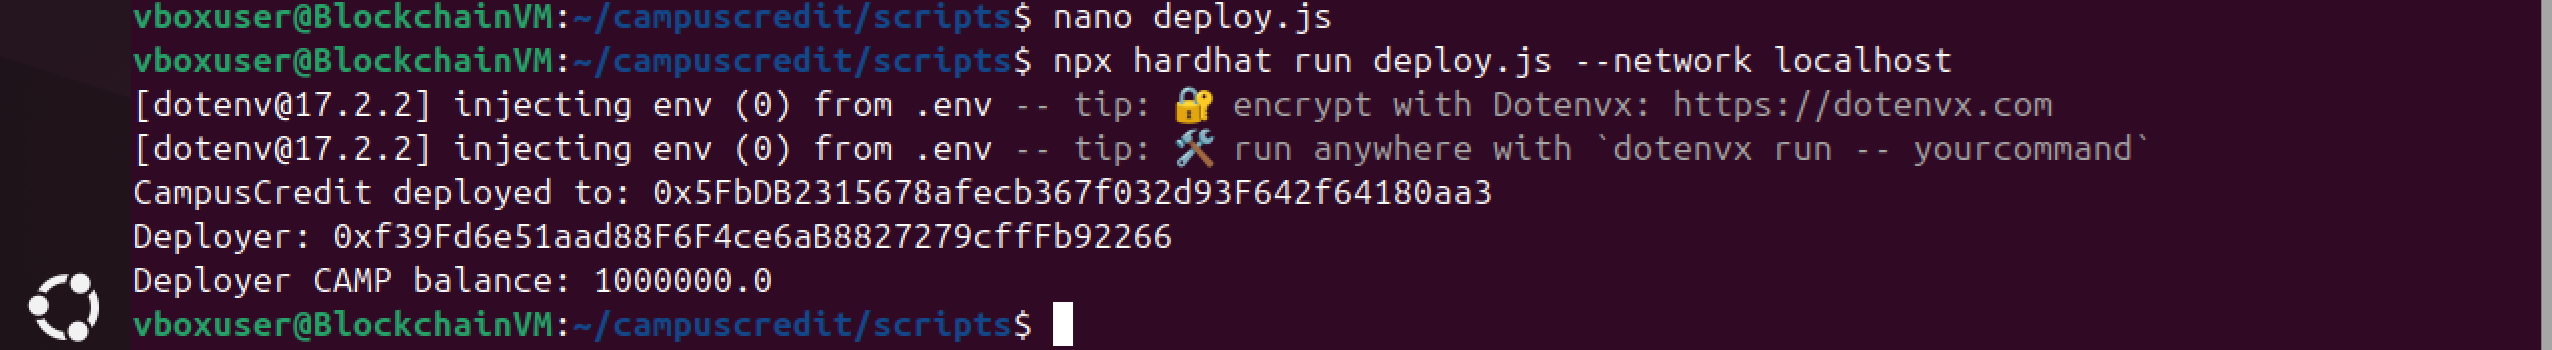 vboxuser@BlockchainVM:~/campuscredit/scripts$ nano deploy.js
vboxuser@BlockchainVM:~/campuscredit/scripts$ npx hardhat run deploy.js --network localhost
[dotenv@17.2.2] injecting env (0) from .env -- tip: 🔐 encrypt with Dotenvx: https://dotenvx.com
[dotenv@17.2.2] injecting env (0) from .env -- tip: 🛠️ run anywhere with `dotenvx run -- yourcommand`
CampusCredit deployed to: 0x5FbDB2315678afecb367f032d93F642f64180aa3
Deployer: 0xf39Fd6e51aad88F6F4ce6aB8827279cffFb92266
Deployer CAMP balance: 1000000.0
vboxuser@BlockchainVM:~/campuscredit/scripts$